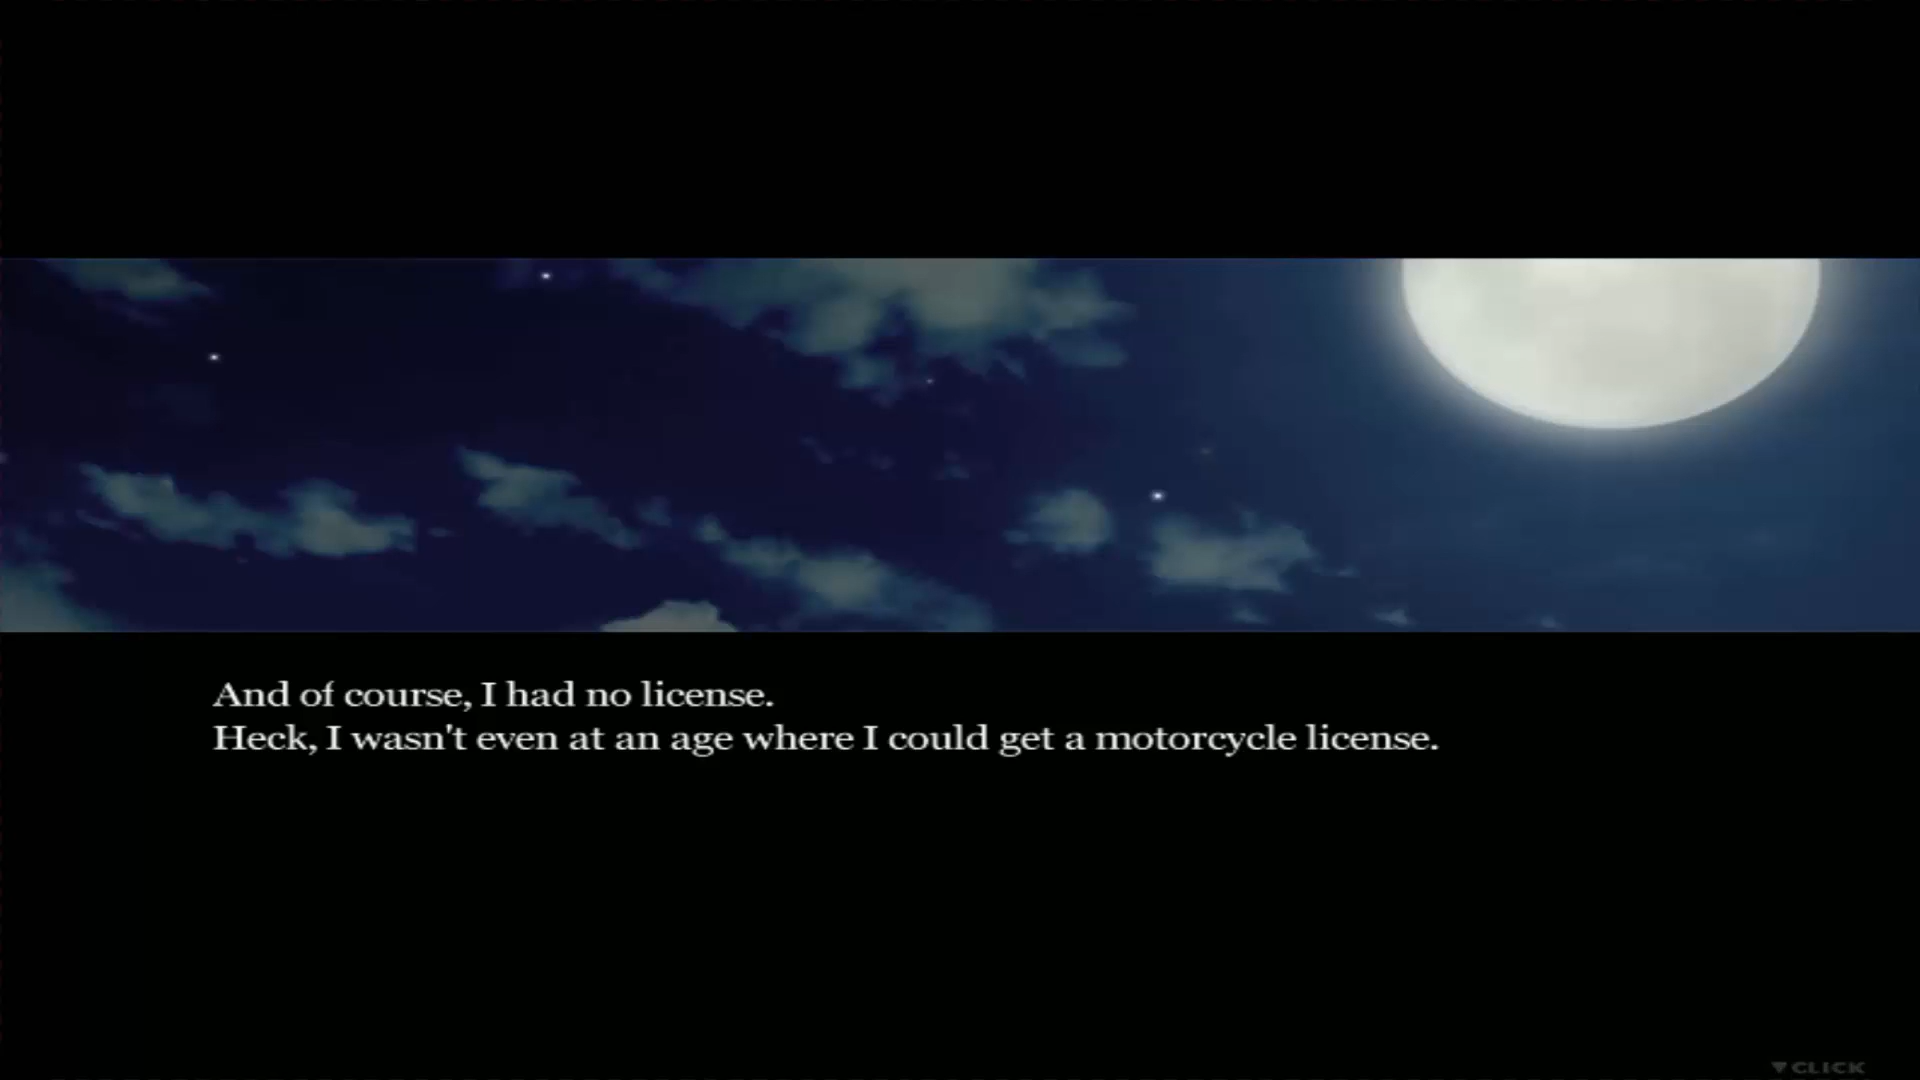 And of course, I had no license.
Heck, I wasn't even at an age where I could get a motorcycle license.
▼CLICK